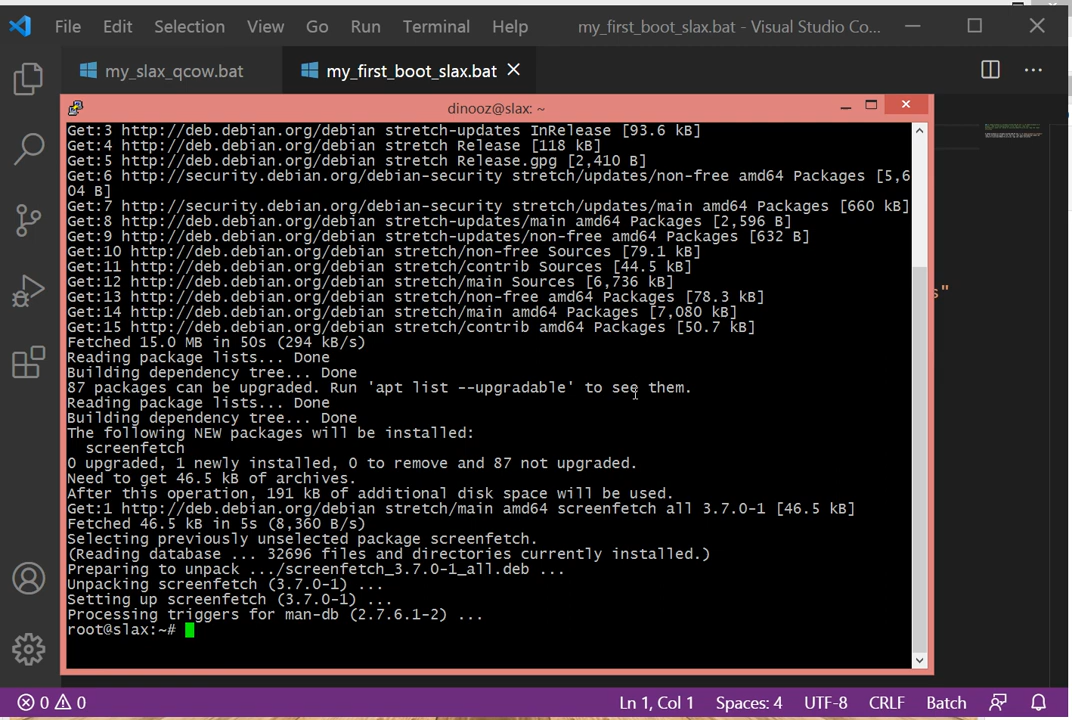 File Edit Selection View Go Run Terminal Help my_first_boot_slax.bat - Visual Studio Co...
my_slax_qcow.bat my_first_boot_slax.bat
dinooz@slax: ~
Get:3 http://deb.debian.org/debian stretch-updates InRelease [93.6 kB]
Get:4 http://deb.debian.org/debian stretch Release [118 kB]
Get:5 http://deb.debian.org/debian stretch Release.gpg [2,410 B]
Get:6 http://security.debian.org/debian-security stretch/updates/non-free amd64 Packages [5,6
04 B]
Get:7 http://security.debian.org/debian-security stretch/updates/main amd64 Packages [660 kB]
Get:8 http://deb.debian.org/debian stretch-updates/main amd64 Packages [2,596 B]
Get:9 http://deb.debian.org/debian stretch-updates/non-free amd64 Packages [632 B]
Get:10 http://deb.debian.org/debian stretch/non-free Sources [79.1 kB]
Get:11 http://deb.debian.org/debian stretch/contrib Sources [44.5 kB]
Get:12 http://deb.debian.org/debian stretch/main Sources [6,736 kB]
Get:13 http://deb.debian.org/debian stretch/non-free amd64 Packages [78.3 kB]
Get:14 http://deb.debian.org/debian stretch/main amd64 Packages [7,080 kB]
Get:15 http://deb.debian.org/debian stretch/contrib amd64 Packages [50.7 kB]
Fetched 15.0 MB in 50s (294 kB/s)
Reading package lists... Done
Building dependency tree... Done
87 packages can be upgraded. Run 'apt list --upgradable' to see them.
Reading package lists... Done
Building dependency tree... Done
The following NEW packages will be installed:
screenfetch
0 upgraded, 1 newly installed, 0 to remove and 87 not upgraded.
Need to get 46.5 kB of archives.
After this operation, 191 kB of additional disk space will be used.
Get:1 http://deb.debian.org/debian stretch/main amd64 screenfetch all 3.7.0-1 [46.5 kB]
Fetched 46.5 kB in 5s (8,360 B/s)
Selecting previously unselected package screenfetch.
(Reading database ... 32696 files and directories currently installed.)
Preparing to unpack .../screenfetch_3.7.0-1_all.deb ...
Unpacking screenfetch (3.7.0-1) ...
Setting up screenfetch (3.7.0-1) ...
Processing triggers for man-db (2.7.6.1-2) ...
root@slax:~#
s"
0 0 Ln 1, Col 1 Spaces: 4 UTF-8 CRLF Batch